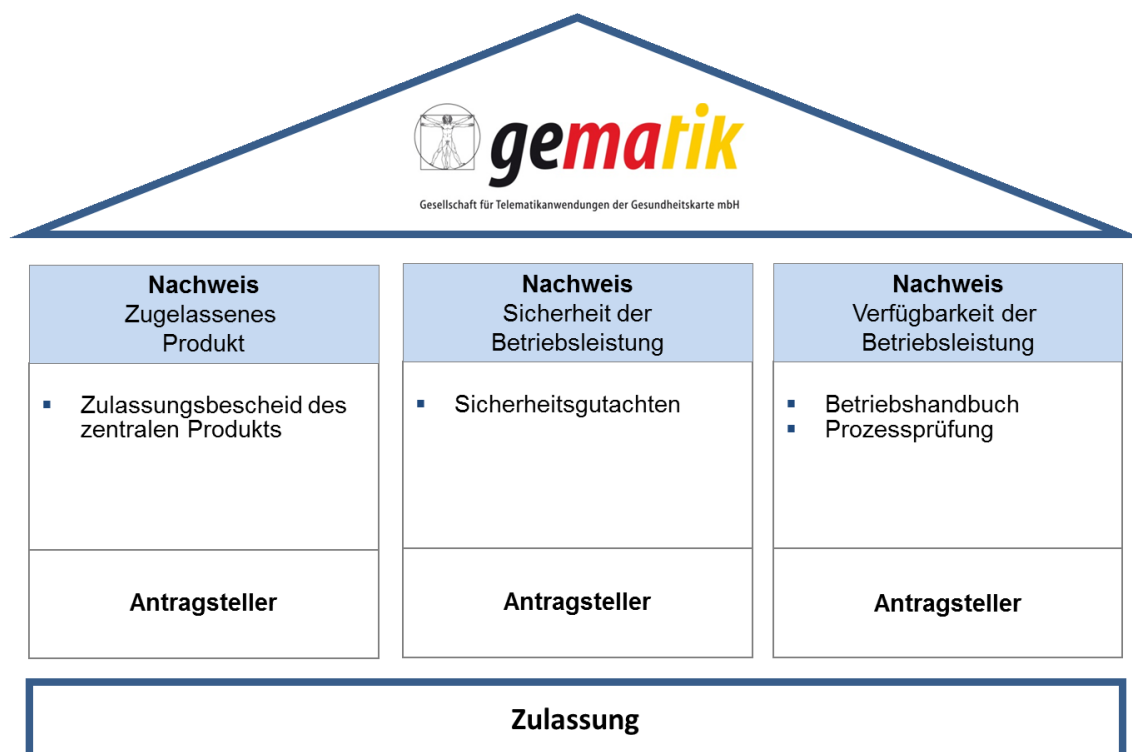 gematik
Gesellschaft für Telematikanwendungen der Gesundheitskarte mbH
Nachweis
Zugelassenes
Produkt
▪ Zulassungsbescheid des
zentralen Produkts
Antragsteller
Nachweis
Sicherheit der
Betriebsleistung
▪ Sicherheitsgutachten
Antragsteller
Nachweis
Verfügbarkeit der
Betriebsleistung
▪ Betriebshandbuch
▪ Prozessprüfung
Antragsteller
Zulassung